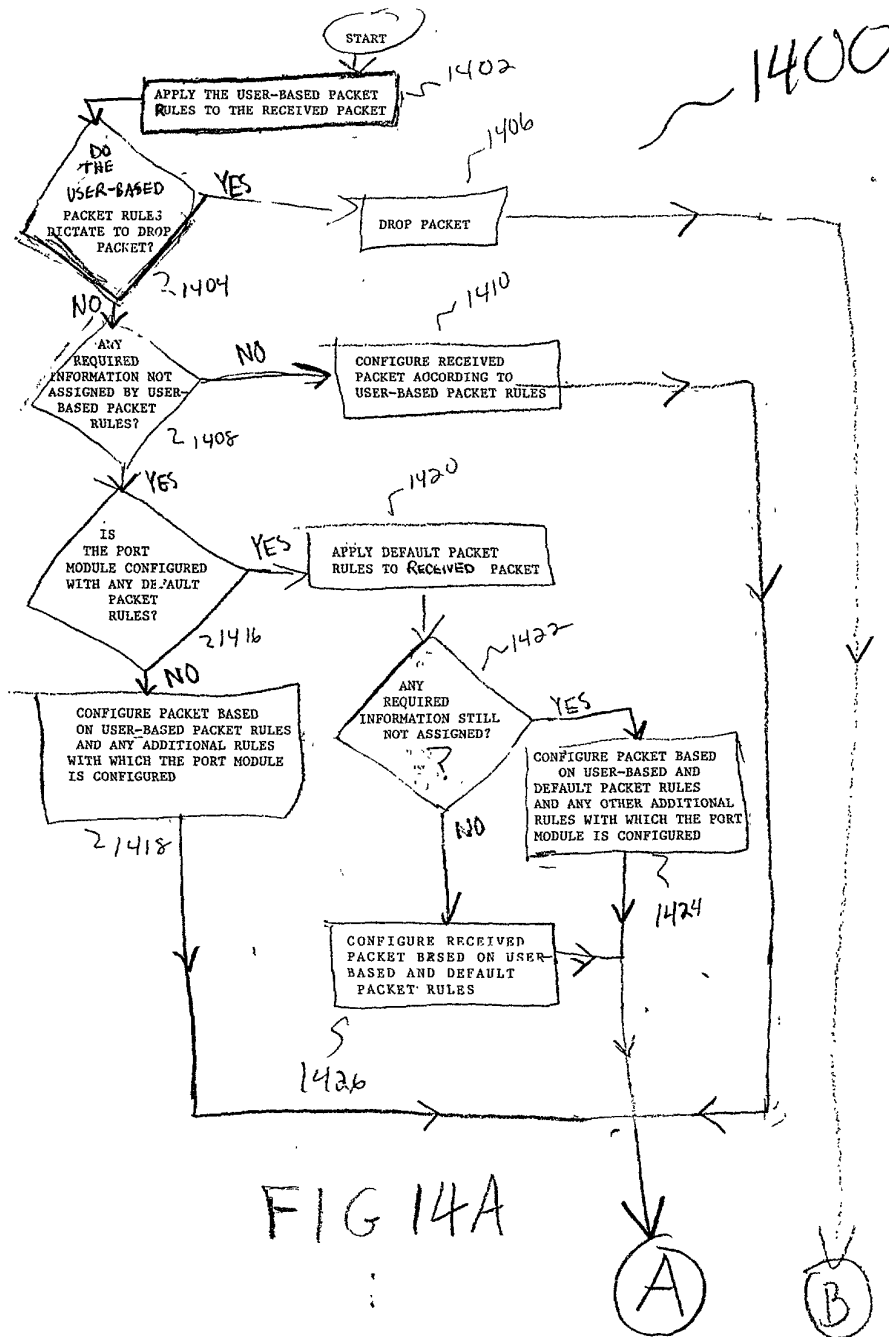 START
1400
1402
APPLY THE USER-BASED PACKET
RULES TO THE RECEIVED PACKET
1406
DO
THE
USER-BASED
PACKET RULES
DICTATE TO DROP
PACKET?
YES
DROP PACKET
1404
NO
1410
ANY
REQUIRED
INFORMATION NOT
ASSIGNED BY USER-
BASED PACKET
RULES?
NO
CONFIGURE RECEIVED
PACKET ACCORDING TO
USER-BASED PACKET RULES
1408
YES
1420
IS
THE PORT
MODULE CONFIGURED
WITH ANY DEFAULT
PACKET
RULES?
YES
APPLY DEFAULT PACKET
RULES TO RECEIVED PACKET
1416
NO
1422
ANY
REQUIRED
INFORMATION STILL
NOT ASSIGNED?
?
YES
CONFIGURE PACKET BASED
ON USER-BASED PACKET RULES
AND ANY ADDITIONAL RULES
WITH WHICH THE PORT MODULE
IS CONFIGURED
CONFIGURE PACKET BASED
ON USER-BASED AND
DEFAULT PACKET RULES
AND ANY OTHER ADDITIONAL
RULES WITH WHICH THE PORT
MODULE IS CONFIGURED
1418
NO
1424
CONFIGURE RECEIVED
PACKET BASED ON USER-
BASED AND DEFAULT
PACKET RULES
1426
FIG 14A
A
B